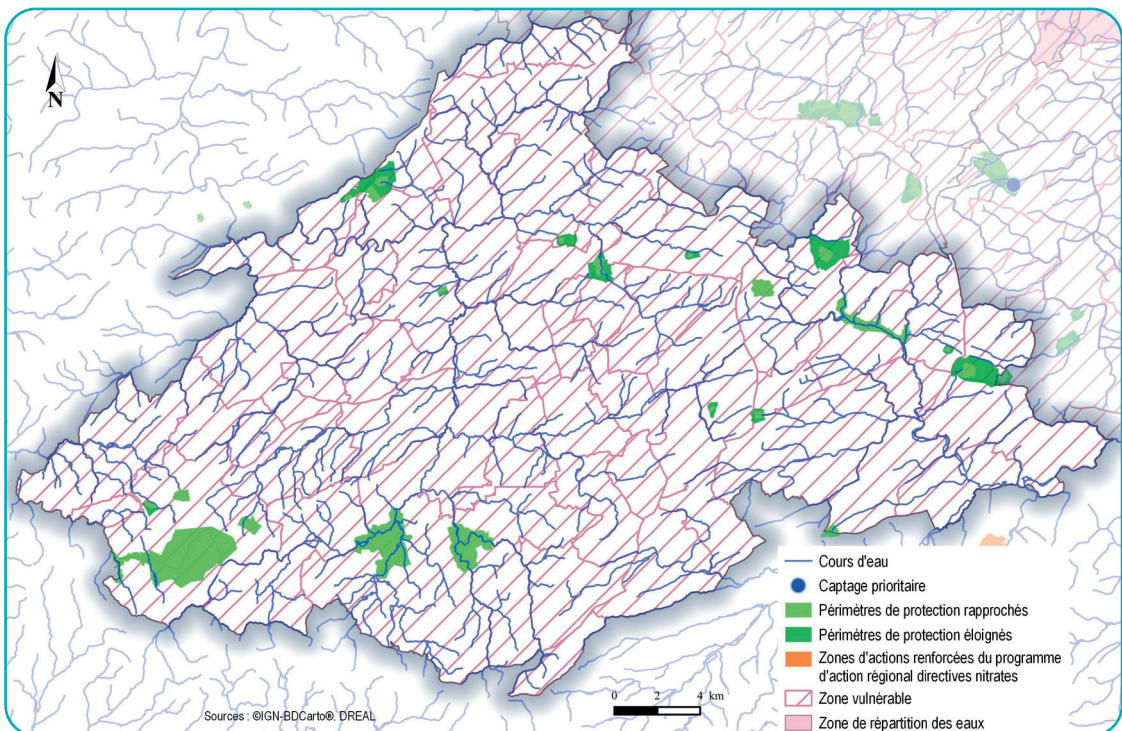 N
Cours d'eau
Captage prioritaire
Périmètres de protection rapprochés
Périmètres de protection éloignés
Zones d'actions renforcées du programme
d'action régional directives nitrates
Zone vulnérable
Zone de répartition des eaux
0 2 4 km
Sources : ©IGN-BDCarto®, DREAL